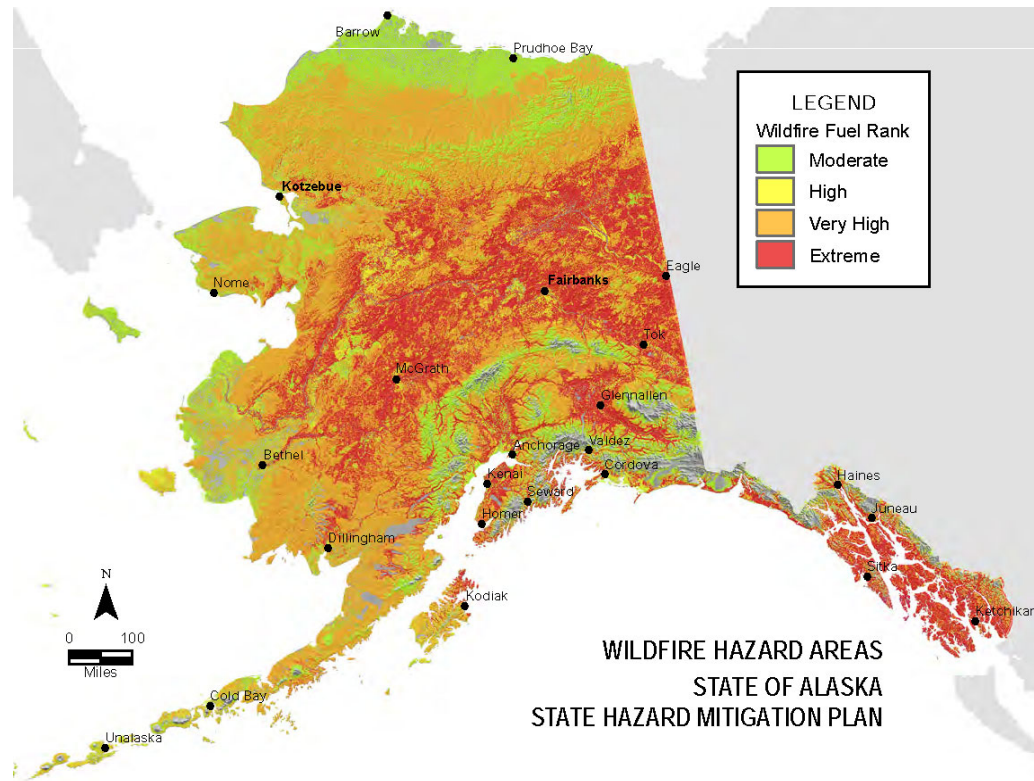 Barrow
Prudhoe Bay
LEGEND
Wildfire Fuel Rank
Moderate
High
Very High
Extreme
Kotzebue
Eagle
Nome
Fairbanks
Tok
McGrath
Glennallen
Anchorage
Valdez
Bethel
Cordova
Kenai
Haines
Seward
Juneau
Homer
Dillingham
Sitka
N
Kodiak
Ketchikan
0 100
Miles
WILDFIRE HAZARD AREAS
STATE OF ALASKA
STATE HAZARD MITIGATION PLAN
Cold Bay
Unalaska